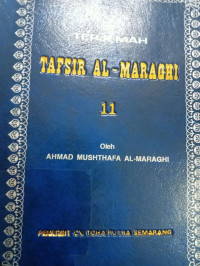 TERJEMAH
TAFSIR AL-MARAGHI
11
Oleh
AHMAD MUSHTHAFA AL-MARAGHI
PENERBIT CV. TOHA PUTRA SEMARANG